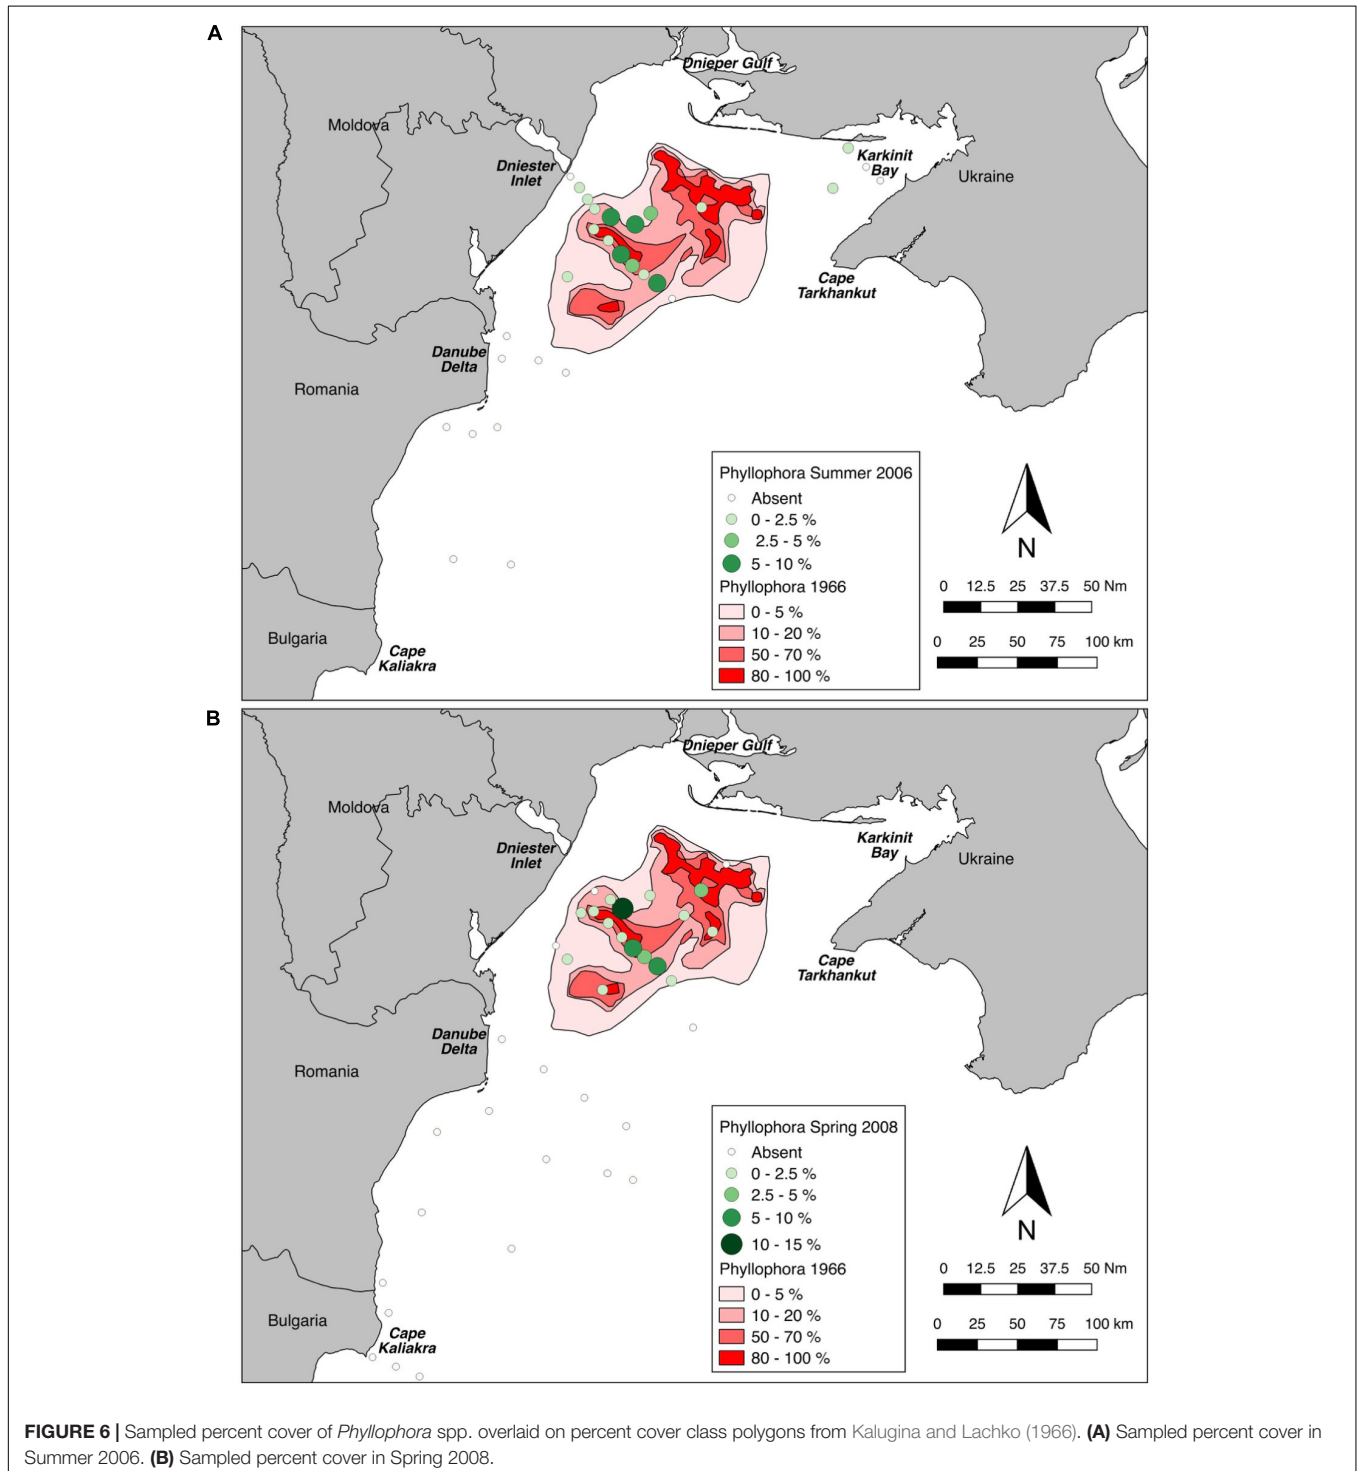 A
Dnieper Gulf
Moldova
Dniester
Inlet
Karkinit
Bay
Ukraine
Cape
Tarkhankut
Danube
Delta
Romania
Phyllophora Summer 2006
Absent
0 - 2.5 %
2.5 - 5 %
5 - 10 %
Phyllophora 1966
0 - 5 %
10 - 20 %
50 - 70 %
80 - 100 %
N
0 12.5 25 37.5 50 Nm
0 25 50 75 100 km
Bulgaria
Cape
Kaliakra
B
Dnieper Gulf
Moldova
Dniester
Inlet
Karkinit
Bay
Ukraine
Cape
Tarkhankut
Danube
Delta
Romania
Phyllophora Spring 2008
Absent
0 - 2.5 %
2.5 - 5 %
5 - 10 %
10 - 15 %
Phyllophora 1966
0 - 5 %
10 - 20 %
50 - 70 %
80 - 100 %
N
0 12.5 25 37.5 50 Nm
0 25 50 75 100 km
Bulgaria
Cape
Kaliakra
FIGURE 6 | Sampled percent cover of Phyllophora spp. overlaid on percent cover class polygons from Kalugina and Lachko (1966). (A) Sampled percent cover in
Summer 2006. (B) Sampled percent cover in Spring 2008.